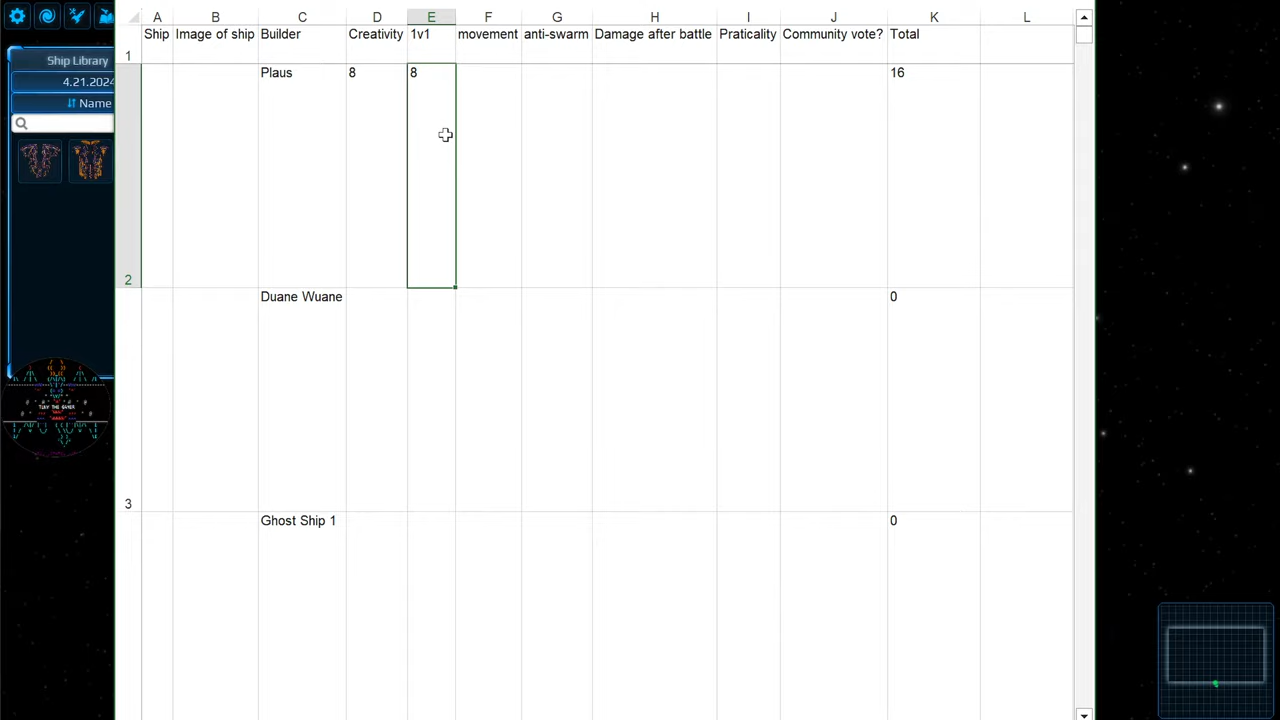 A B C D E F G H I J K L
Ship Image of ship Builder Creativity 1v1 movement anti-swarm Damage after battle Praticality Community vote? Total
1
Plaus 8 8 16
2
Duane Wuane 0
3
Ghost Ship 1 0
Ship Library
4.21.2024
Name